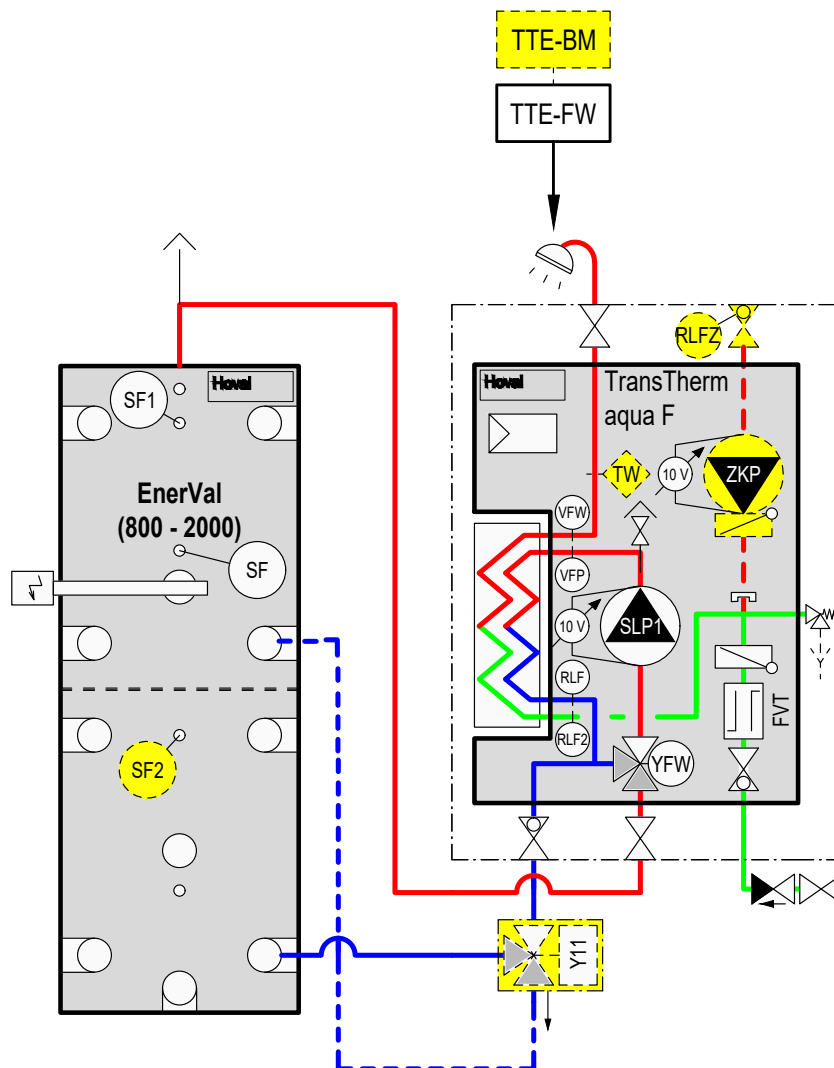 TTE-BM
TTE-FW
RLFZ
Hoval
SF1
EnerVal
(800 - 2000)
SF
SF2
Hoval
TransTherm
aqua F
TW
10 V
ZKP
VFW
VFP
10 V
SLP1
RLF
RLF2
YFW
FVT
Y
Y11